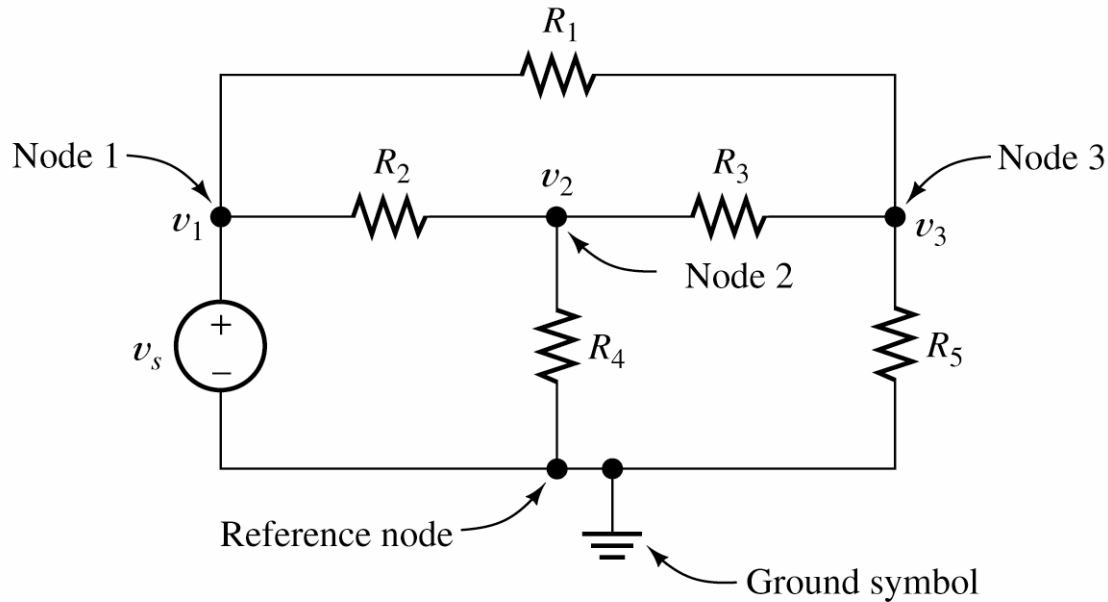 R1
Node 1
R2
v2
R3
Node 3
v1
v3
Node 2
+
vs
−
R4
R5
Reference node
Ground symbol